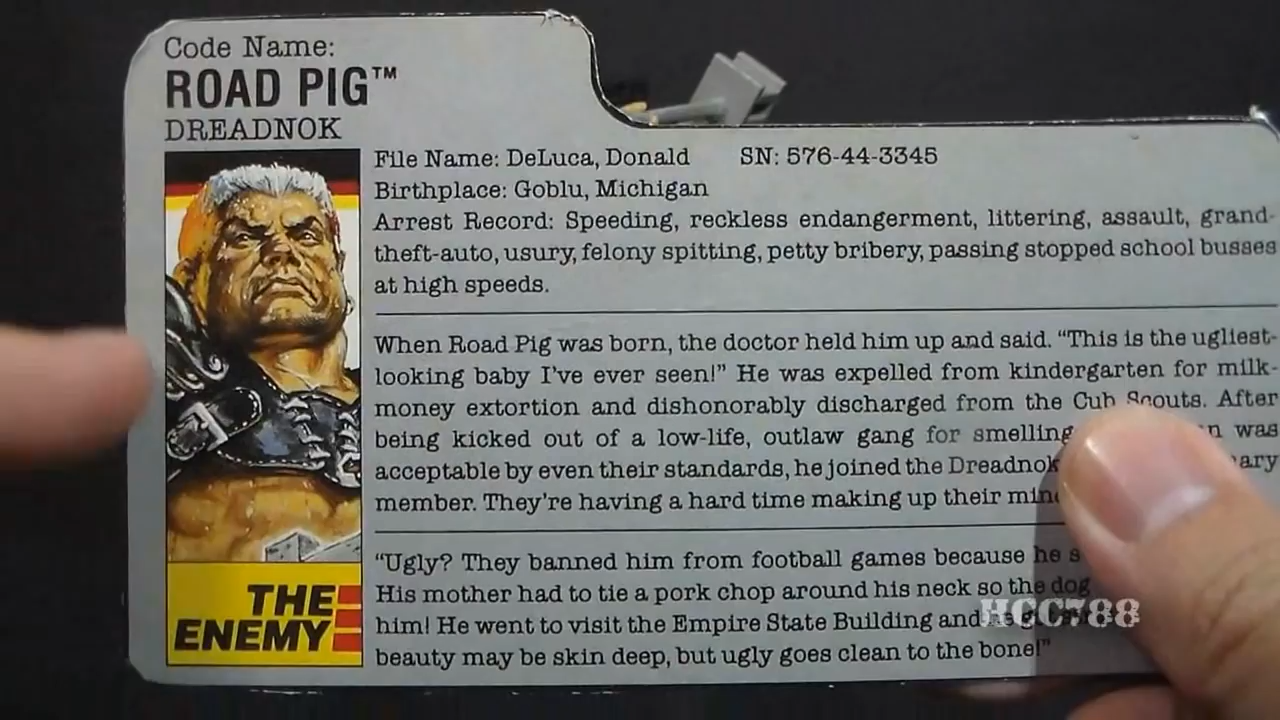 Code Name:
ROAD PIG™
DREADNOK
File Name: DeLuca, Donald SN: 576-44-3345
Birthplace: Goblu, Michigan
Arrest Record: Speeding, reckless endangerment, littering, assault, grand-
theft-auto, usury, felony spitting, petty bribery, passing stopped school busses
at high speeds.
When Road Pig was born, the doctor held him up and said. “This is the ugliest-
looking baby I've ever seen!” He was expelled from kindergarten for milk-
money extortion and dishonorably discharged from the Cub Scouts. After
being kicked out of a low-life, outlaw gang for smelling was
acceptable by even their standards, he joined the Dreadnok
member. They're having a hard time making up their
“Ugly? They banned him from football games because he
His mother had to tie a pork chop around his neck so the dog
him! He went to visit the Empire State Building and
beauty may be skin deep, but ugly goes clean to the bone!”
THE
ENEMY
HCC788